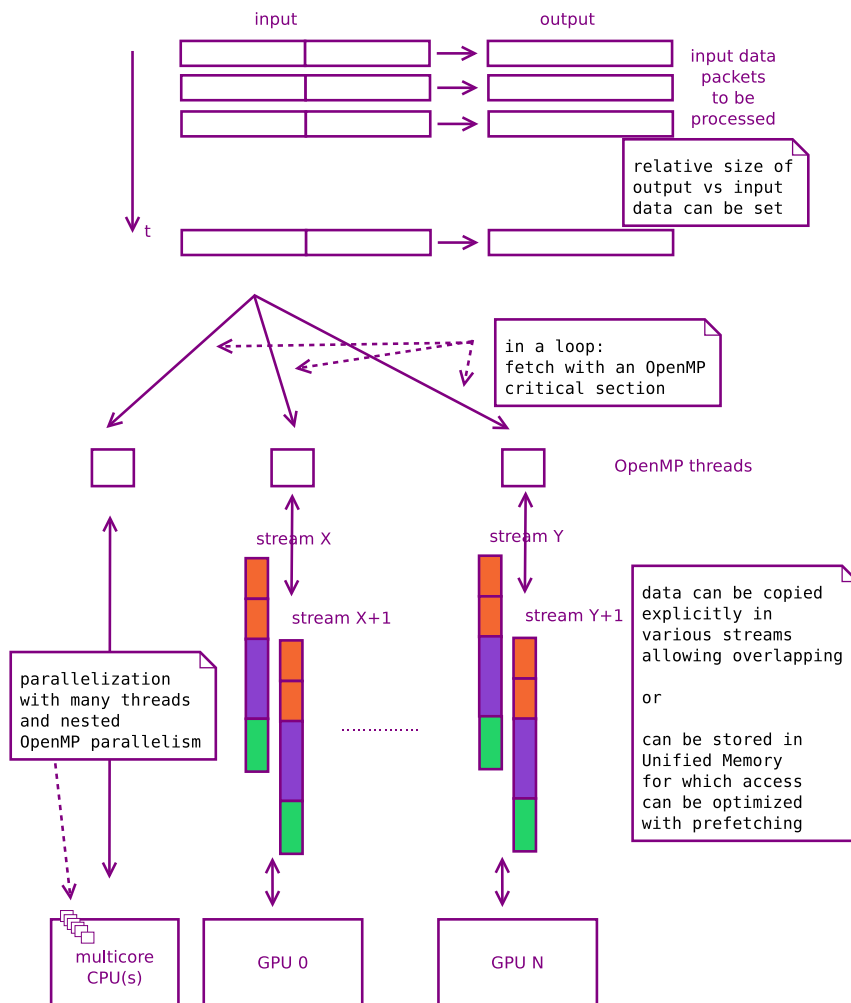 input
output
input data
packets
to be
processed
relative size of
output vs input
data can be set
t
in a loop:
fetch with an OpenMP
critical section
OpenMP threads
stream X
stream Y
stream X+1
stream Y+1
data can be copied
explicitly in
various streams
allowing overlapping
or
can be stored in
Unified Memory
for which access
can be optimized
with prefetching
parallelization
with many threads
and nested
OpenMP parallelism
multicore
CPU(s)
GPU 0
GPU N